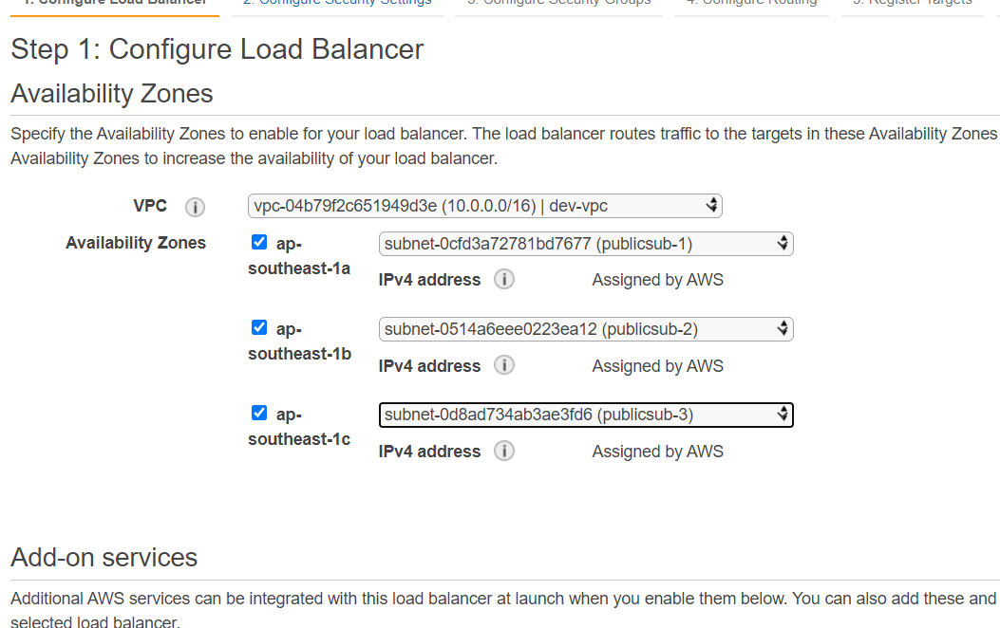 1. Configure Load Balancer 2. Configure Security Settings 3. Configure Security Groups 4. Configure Routing 5. Register Targets
Step 1: Configure Load Balancer
Availability Zones
Specify the Availability Zones to enable for your load balancer. The load balancer routes traffic to the targets in these Availability Zones
Availability Zones to increase the availability of your load balancer.
VPC i vpc-04b79f2c651949d3e (10.0.0.0/16) | dev-vpc
Availability Zones ap-southeast-1a subnet-0cfd3a72781bd7677 (publicsub-1)
IPv4 address i Assigned by AWS
ap-southeast-1b subnet-0514a6eee0223ea12 (publicsub-2)
IPv4 address i Assigned by AWS
ap-southeast-1c subnet-0d8ad734ab3ae3fd6 (publicsub-3)
IPv4 address i Assigned by AWS
Add-on services
Additional AWS services can be integrated with this load balancer at launch when you enable them below. You can also add these and
selected load balancer.